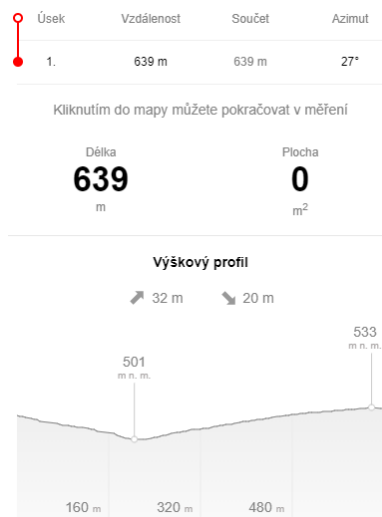 Úsek Vzdálenost Součet Azimut
1. 639 m 639 m 27°
Kliknutím do mapy můžete pokračovat v měření
Délka Plocha
639 0
m m²
Výškový profil
32 m 20 m
533
m n. m.
501
m n. m.
160 m 320 m 480 m